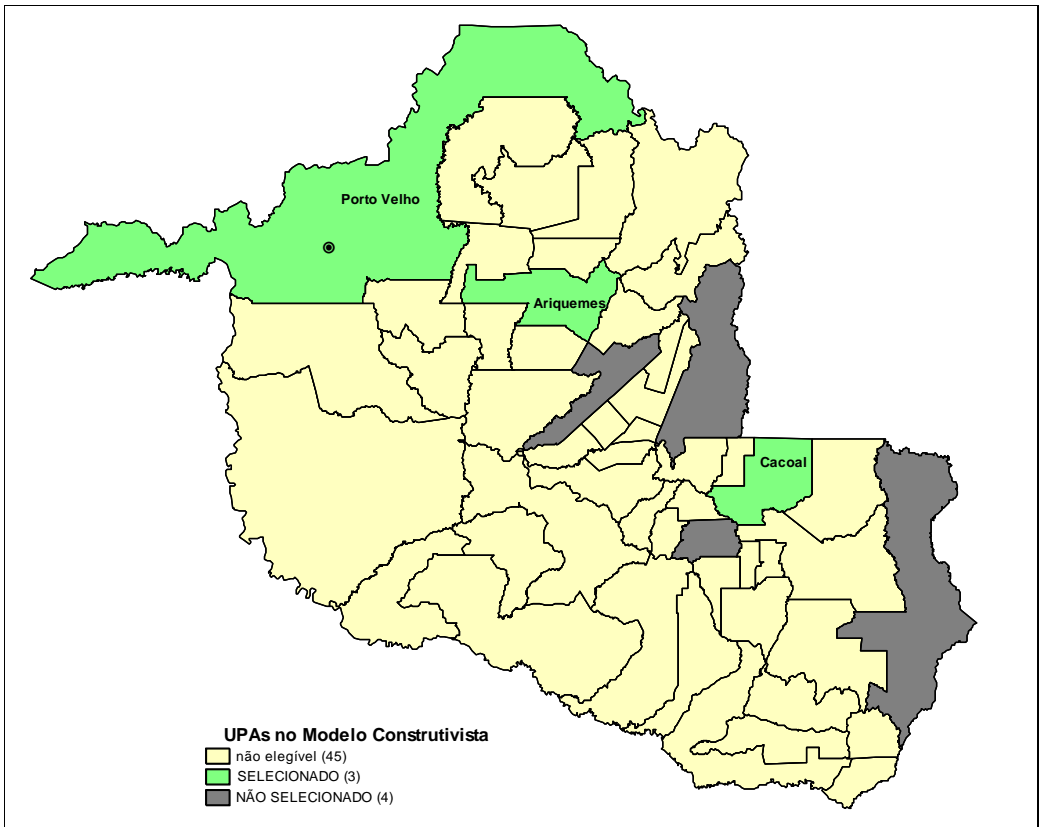 Porto Velho
Ariquemes
Cacoal
UPAs no Modelo Construtivista
não elegível (45)
SELECIONADO (3)
NÃO SELECIONADO (4)